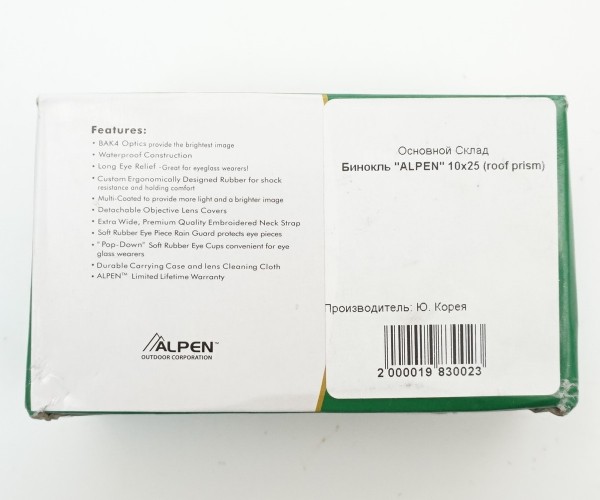 Features:
• BAK4 Optics provide the brightest image
• Waterproof Construction
• Long Eye Relief -Great for eyeglass wearers!
• Custom Ergonomically Designed Rubber for shock
resistance and holding comfort
• Multi-Coated to provide more light and a brighter image
• Detachable Objective Lens Covers
• Extra Wide, Premium Quality Embroidered Neck Strap
• Soft Rubber Eye Piece Rain Guard protects eye pieces
• "Pop-Down" Soft Rubber Eye Cups convenient for eye
glass wearers
• Durable Carrying Case and lens Cleaning Cloth
• ALPEN™ Limited Lifetime Warranty
ALPEN™
OUTDOOR CORPORATION
Основной Склад
Бинокль "ALPEN" 10x25 (roof prism)
Производитель: Ю. Корея
2 000019 830023